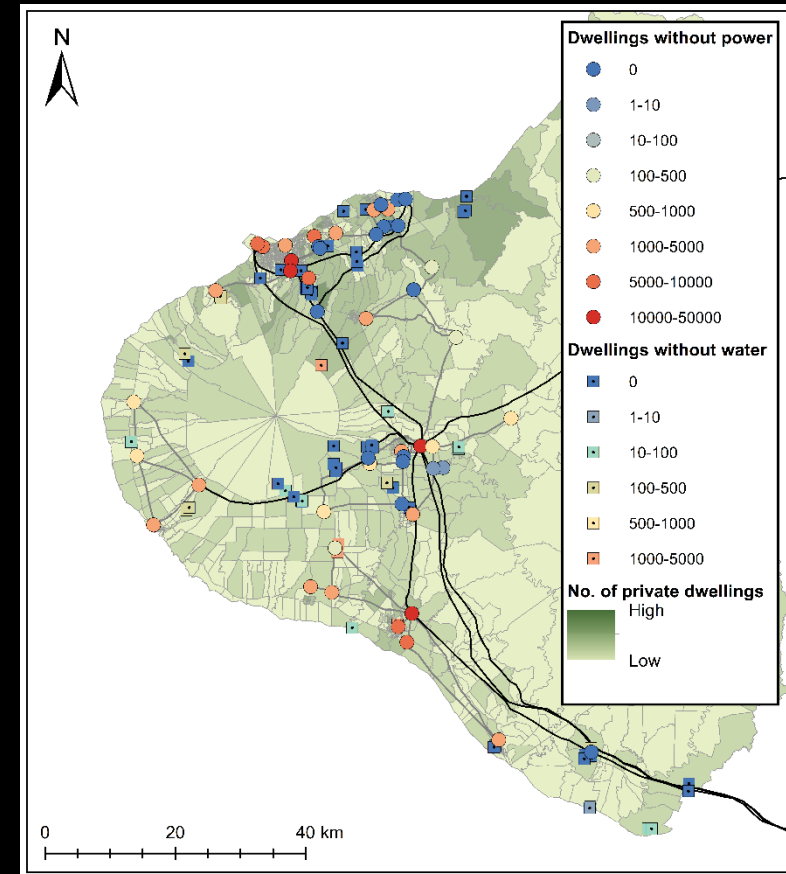 N
Dwellings without power
0
1-10
10-100
100-500
500-1000
1000-5000
5000-10000
10000-50000
Dwellings without water
0
1-10
10-100
100-500
500-1000
1000-5000
No. of private dwellings
High
Low
0 20 40 km